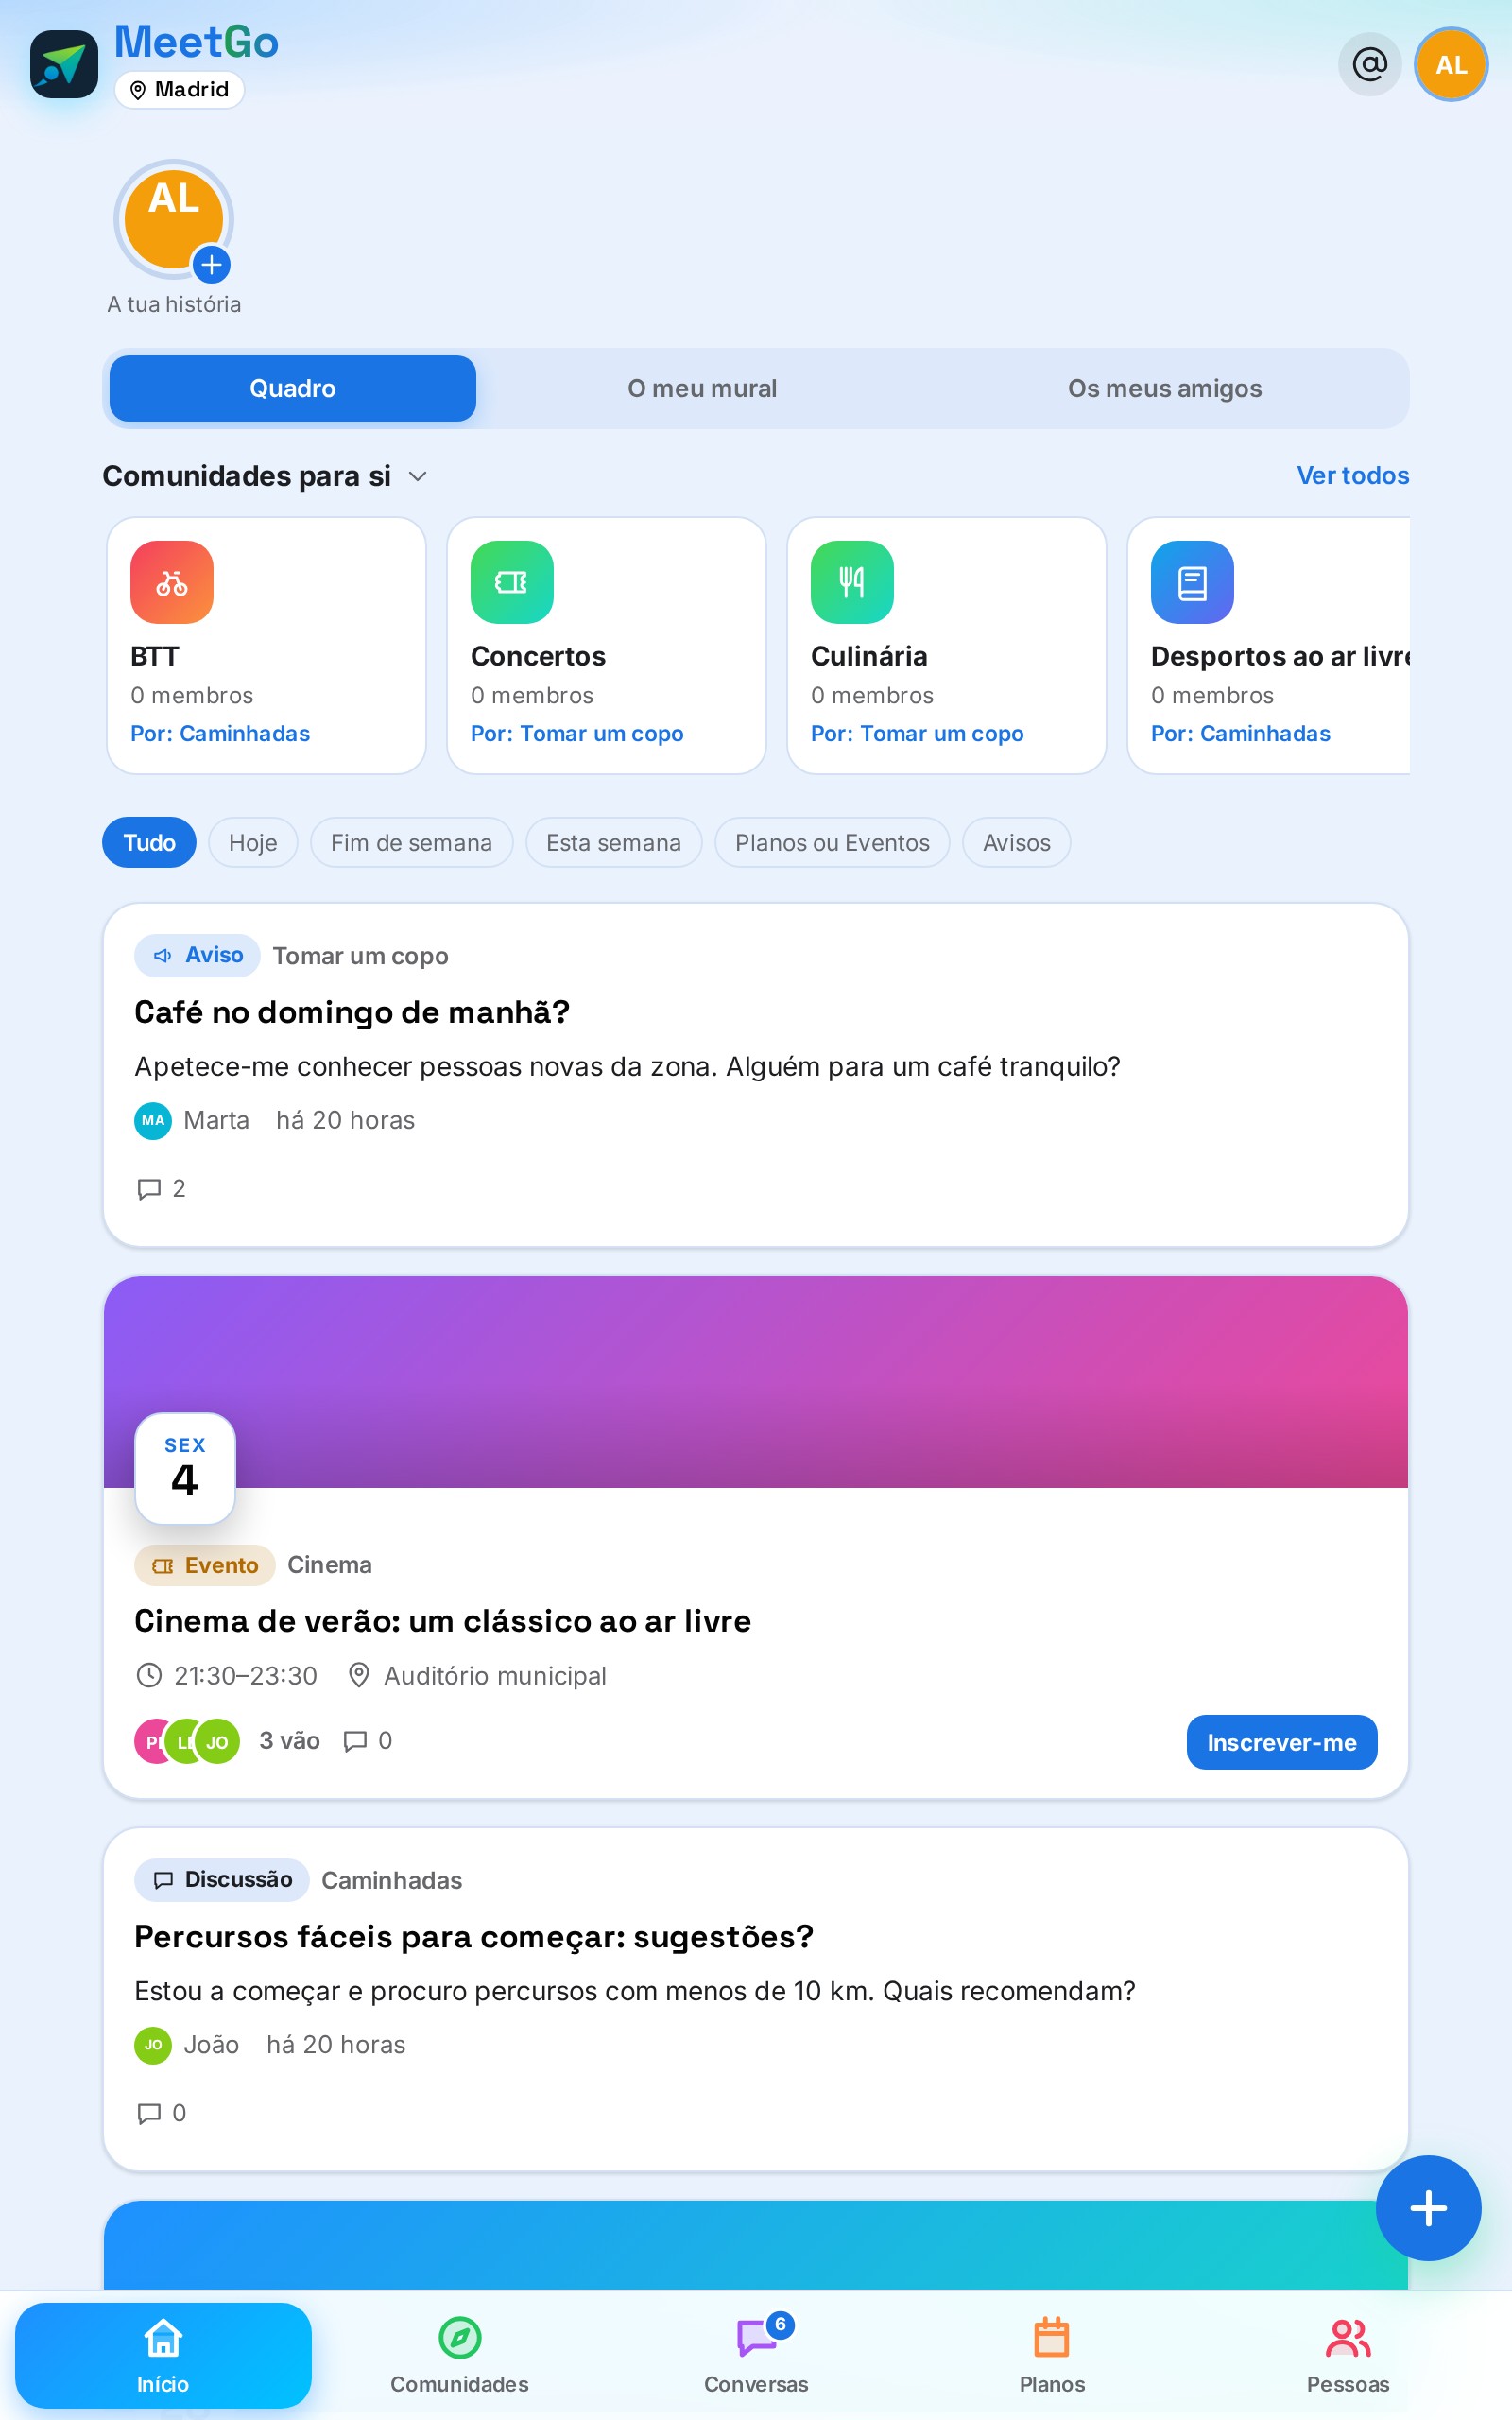 MeetGo
Madrid
@
AL
AL
A tua história
Quadro
O meu mural
Os meus amigos
Comunidades para si
Ver todos
BTT
0 membros
Por: Caminhadas
Concertos
0 membros
Por: Tomar um copo
Culinária
0 membros
Por: Tomar um copo
Desportos ao ar livre
0 membros
Por: Caminhadas
Tudo
Hoje
Fim de semana
Esta semana
Planos ou Eventos
Avisos
Aviso
Tomar um copo
Café no domingo de manhã?
Apetece-me conhecer pessoas novas da zona. Alguém para um café tranquilo?
MA
Marta
há 20 horas
2
SEX
4
Evento
Cinema
Cinema de verão: um clássico ao ar livre
21:30–23:30
Auditório municipal
JO
3 vão
0
Inscrever-me
Discussão
Caminhadas
Percursos fáceis para começar: sugestões?
Estou a começar e procuro percursos com menos de 10 km. Quais recomendam?
JO
João
há 20 horas
0
Início
Comunidades
6
Conversas
Planos
Pessoas